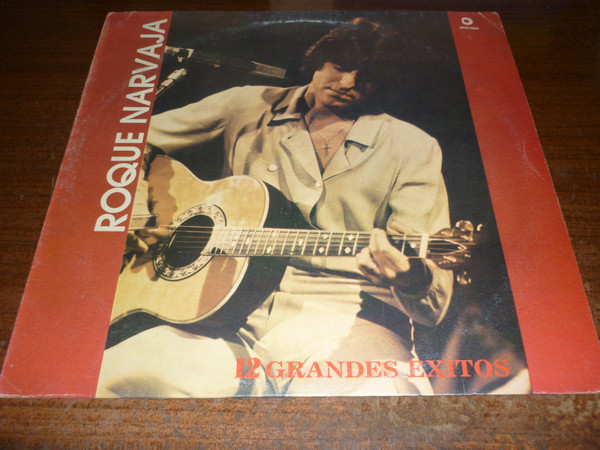 ROQUE NARVAJA
12 GRANDES EXITOS